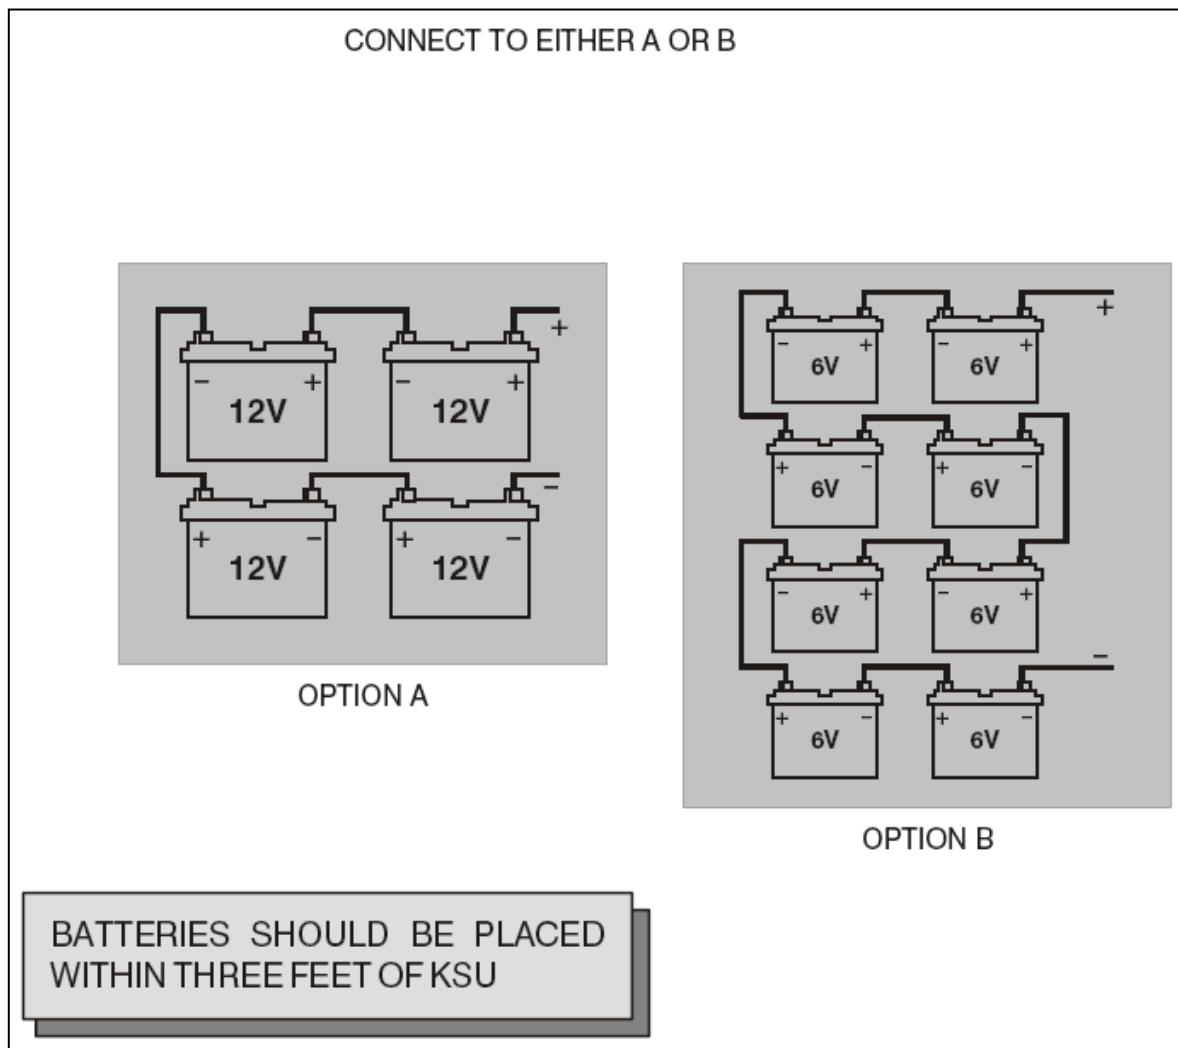 CONNECT TO EITHER A OR B
+
- + - +
12V 12V
-
+ - + -
12V 12V
OPTION A
+
- + - +
6V 6V
+ - + -
6V 6V
- + - +
6V 6V
-
+ - + -
6V 6V
OPTION B
BATTERIES SHOULD BE PLACED
WITHIN THREE FEET OF KSU